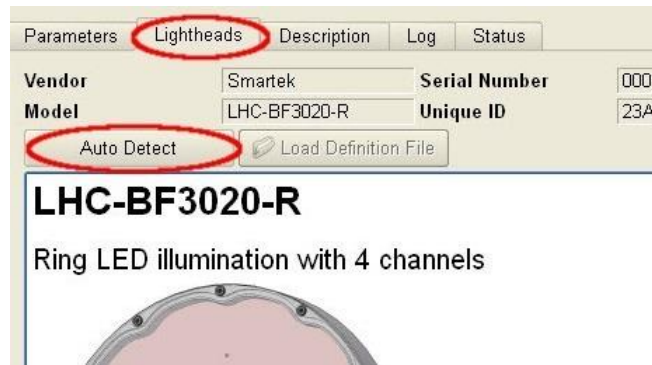 Parameters Lightheads Description Log Status
Vendor Smartek Serial Number 000
Model LHC-BF3020-R Unique ID 23A
Auto Detect Load Definition File
LHC-BF3020-R
Ring LED illumination with 4 channels